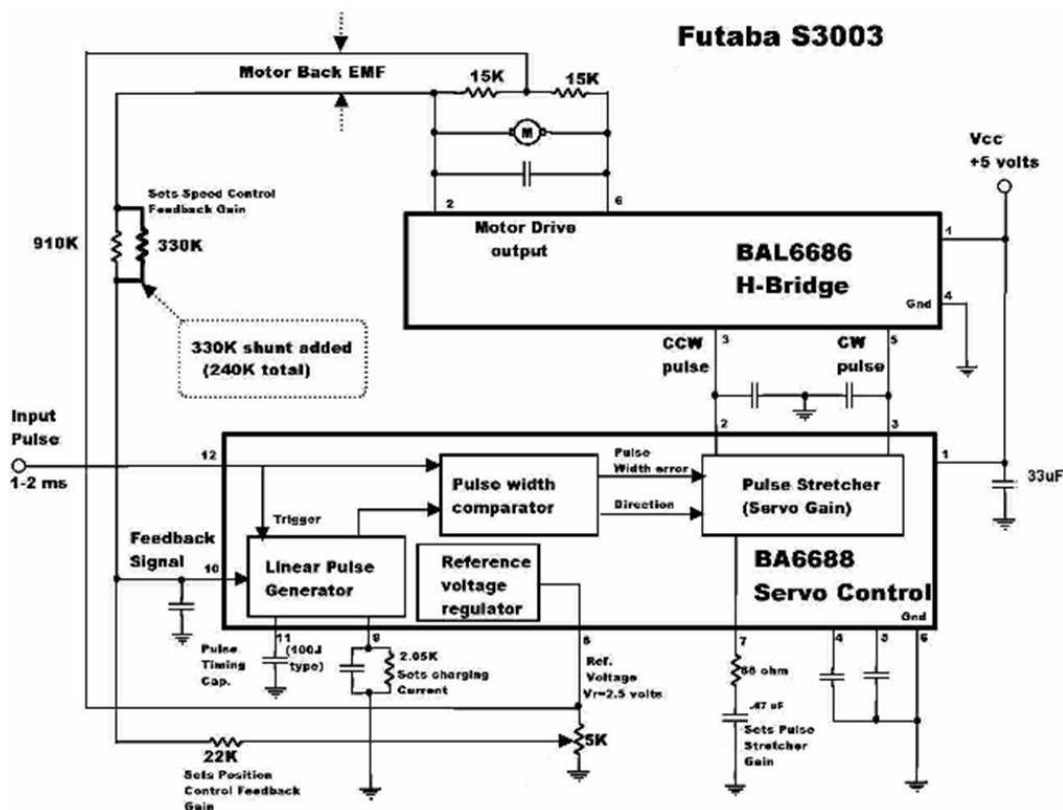 Futaba S3003
Motor Back EMF
15K
15K
M
Vcc
+5 volts
Sets Speed Control
Feedback Gain
2
6
910K
330K
Motor Drive
output
BAL6686
H-Bridge
1
4
Gnd
330K shunt added
(240K total)
CCW
pulse
3
CW
pulse
5
Input
Pulse
1-2 ms
12
2
3
1
33uF
Pulse
Width error
Pulse width
comparator
Direction
Pulse Stretcher
(Servo Gain)
Trigger
Feedback
Signal
10
Linear Pulse
Generator
Reference
voltage
regulator
BA6688
Servo Control
Gnd
11
9
7
4
6
Pulse
Timing
Cap.
(100J
type)
2.05K
Sets charging
Current
Ref.
Voltage
Vr=2.5 volts
ohm
.47 uF
Sets Pulse
Stretcher
Gain
5K
22K
Sets Position
Control Feedback
Gain